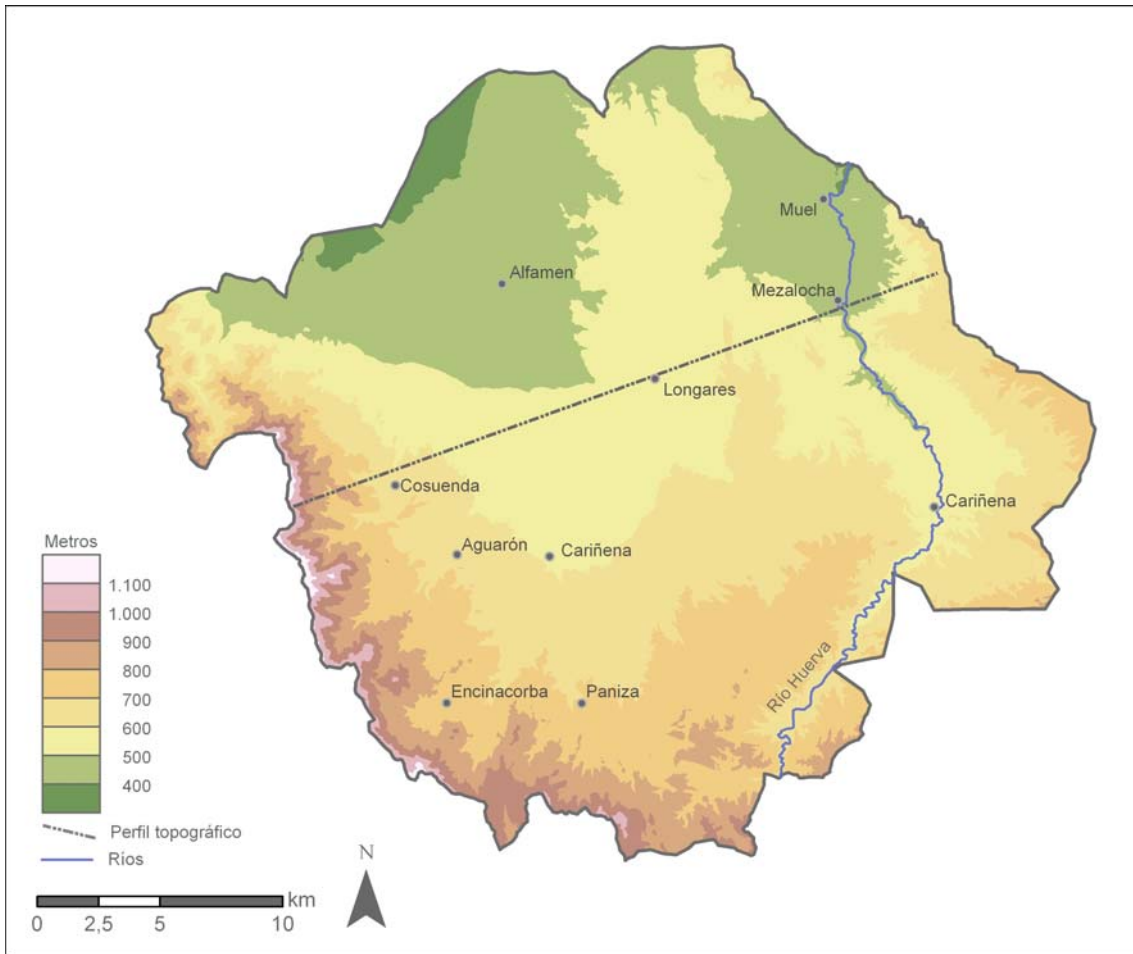 Muel
Alfamen
Mezalocha
Longares
Cosuenda
Cariñena
Aguarón
Cariñena
Encinacorba
Paniza
Río Huerva
Metros
1.100
1.000
900
800
700
600
500
400
Perfil topográfico
Ríos
N
km
0
2,5
5
10